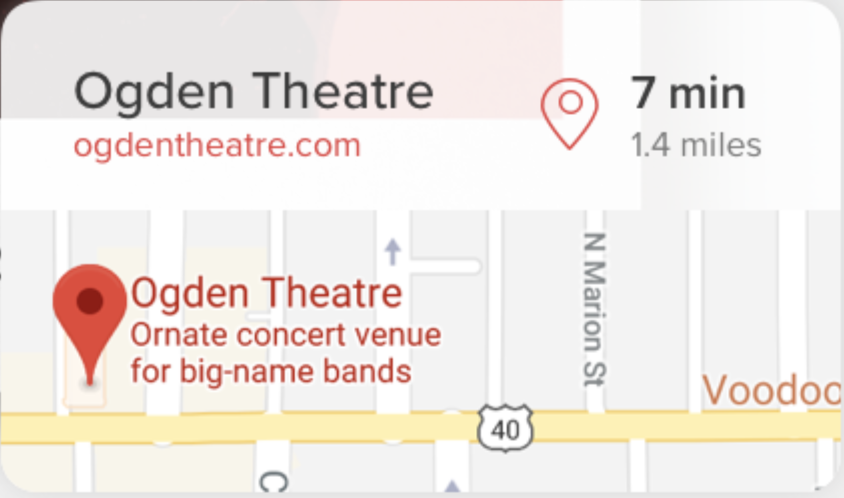 Ogden Theatre
ogdentheatre.com
7 min
1.4 miles
N Marion St
Ogden Theatre
Ornate concert venue
for big-name bands
Voodoo
40
C